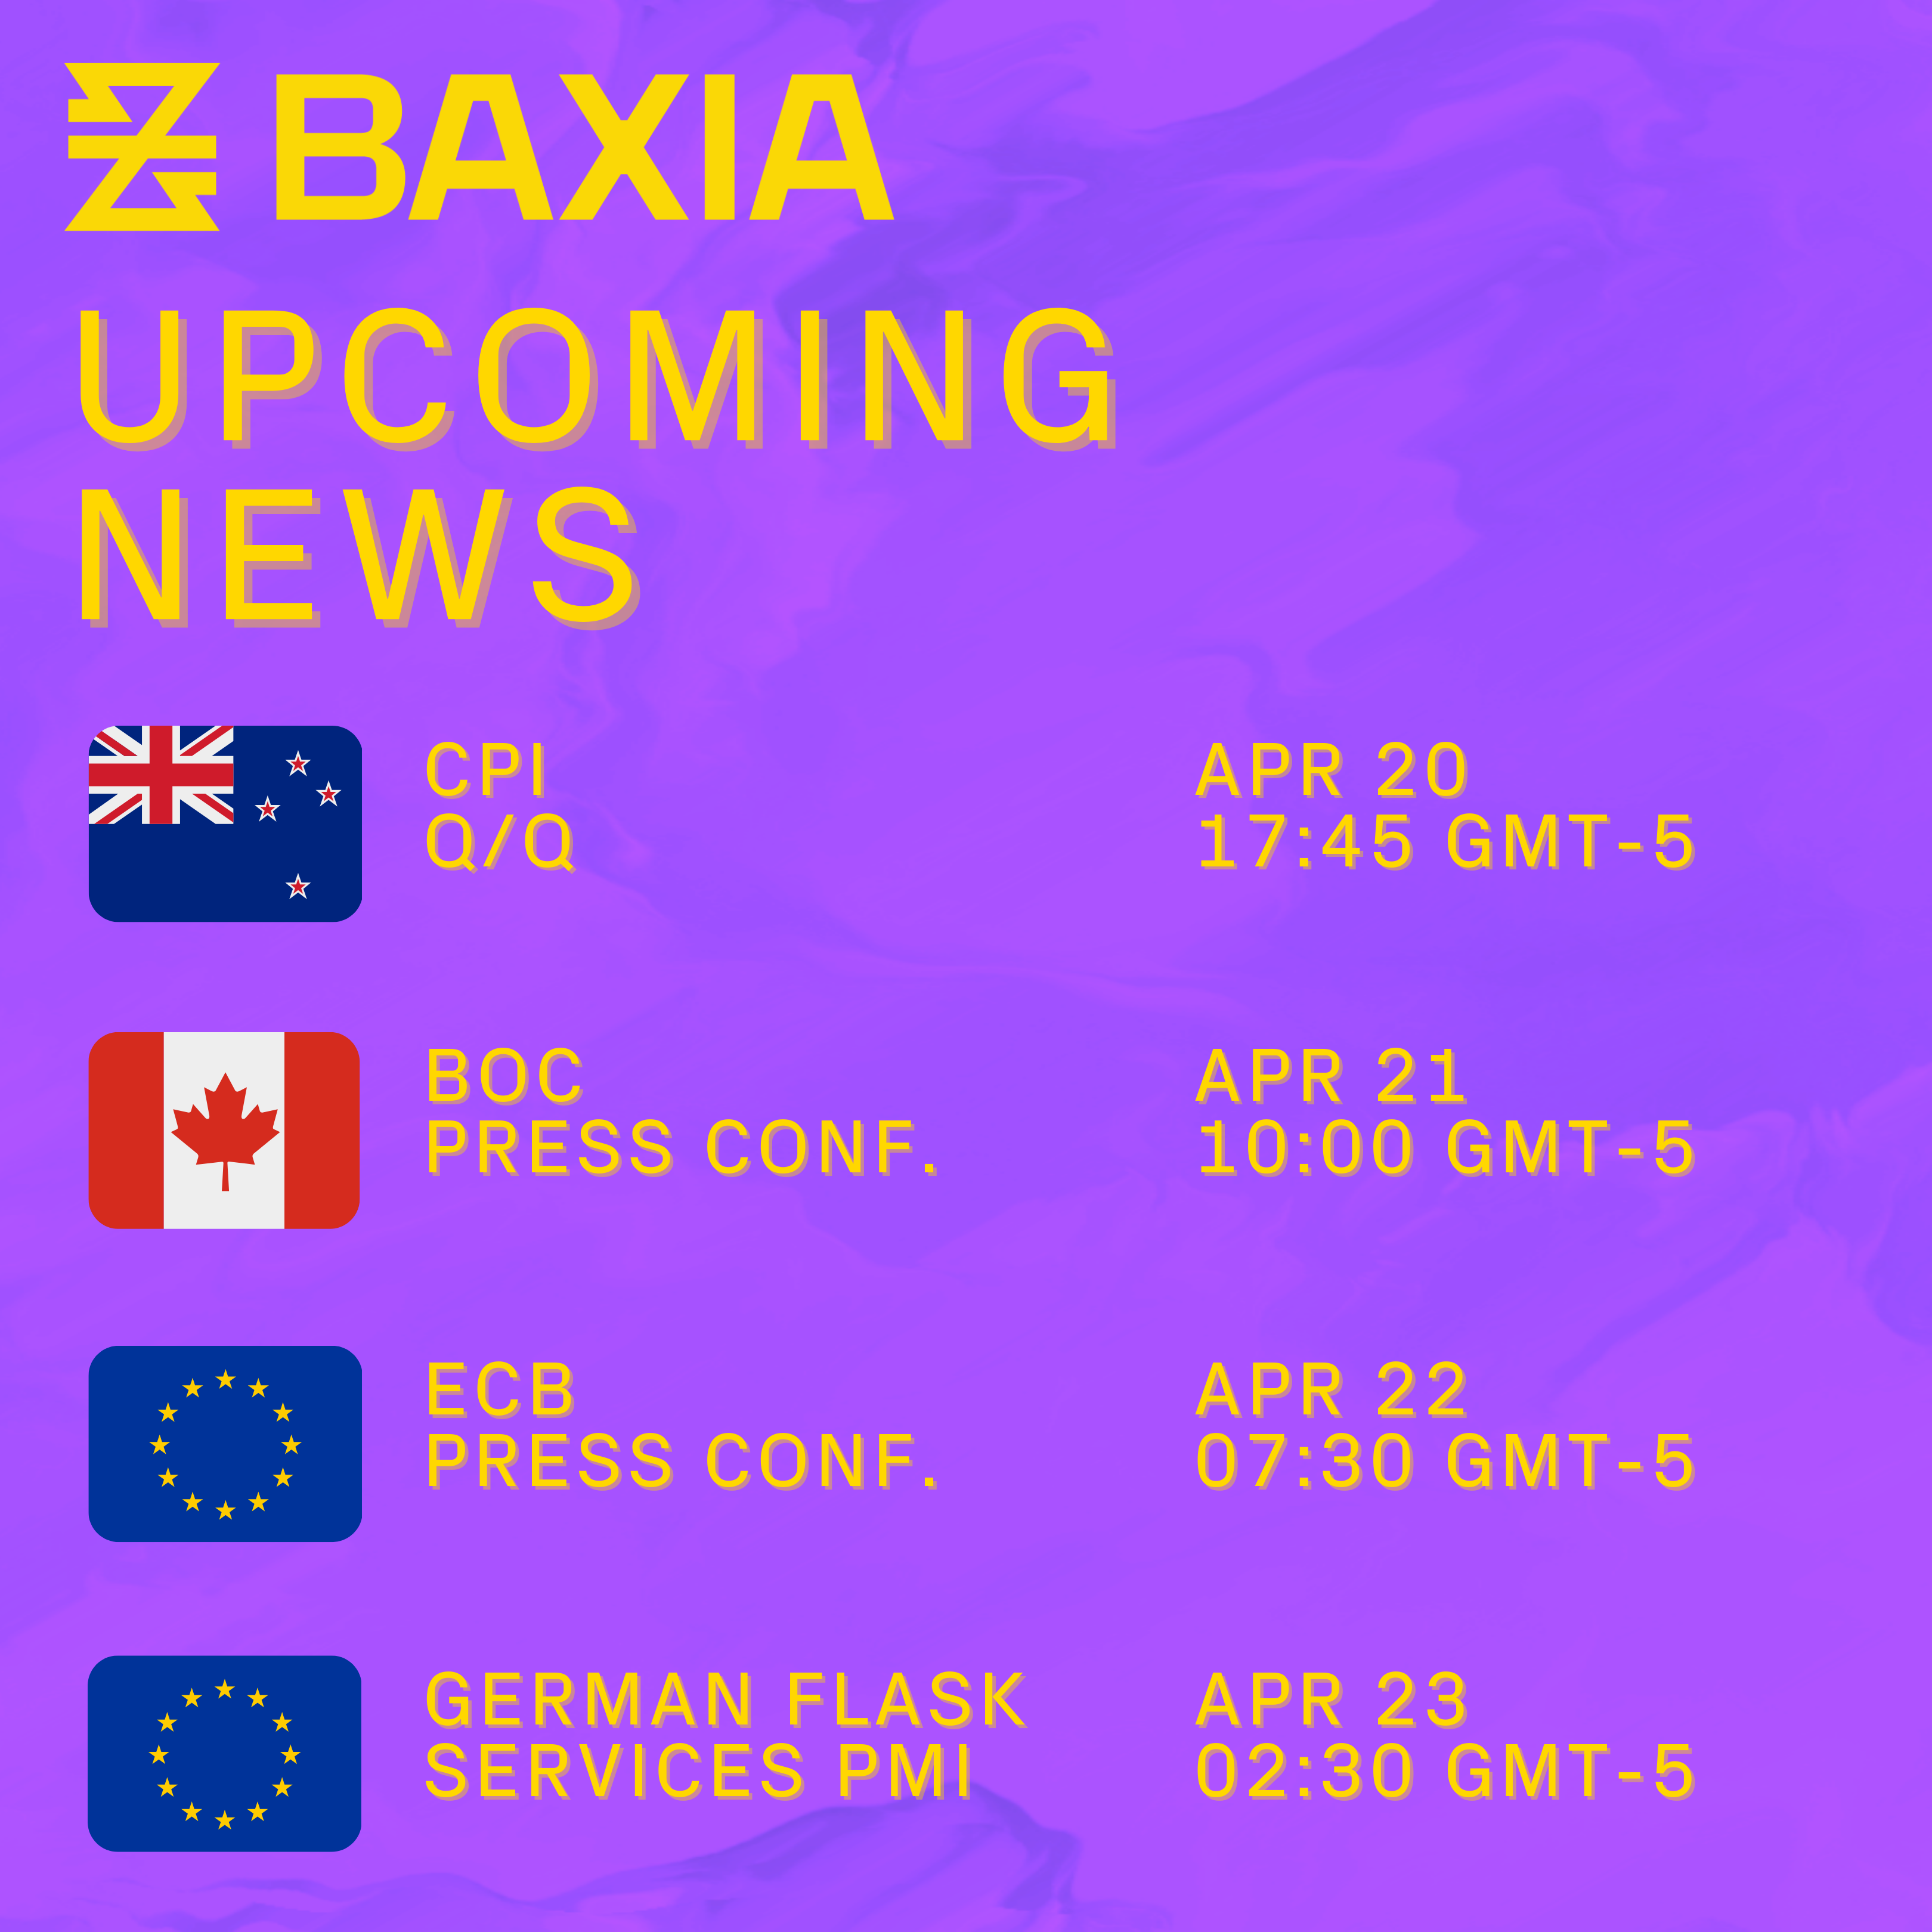 BAXIA
UPCOMING
NEWS
CPI
Q/Q
APR 20
17:45 GMT-5
BOC
PRESS CONF.
APR 21
10:00 GMT-5
ECB
PRESS CONF.
APR 22
07:30 GMT-5
GERMAN FLASK
SERVICES PMI
APR 23
02:30 GMT-5